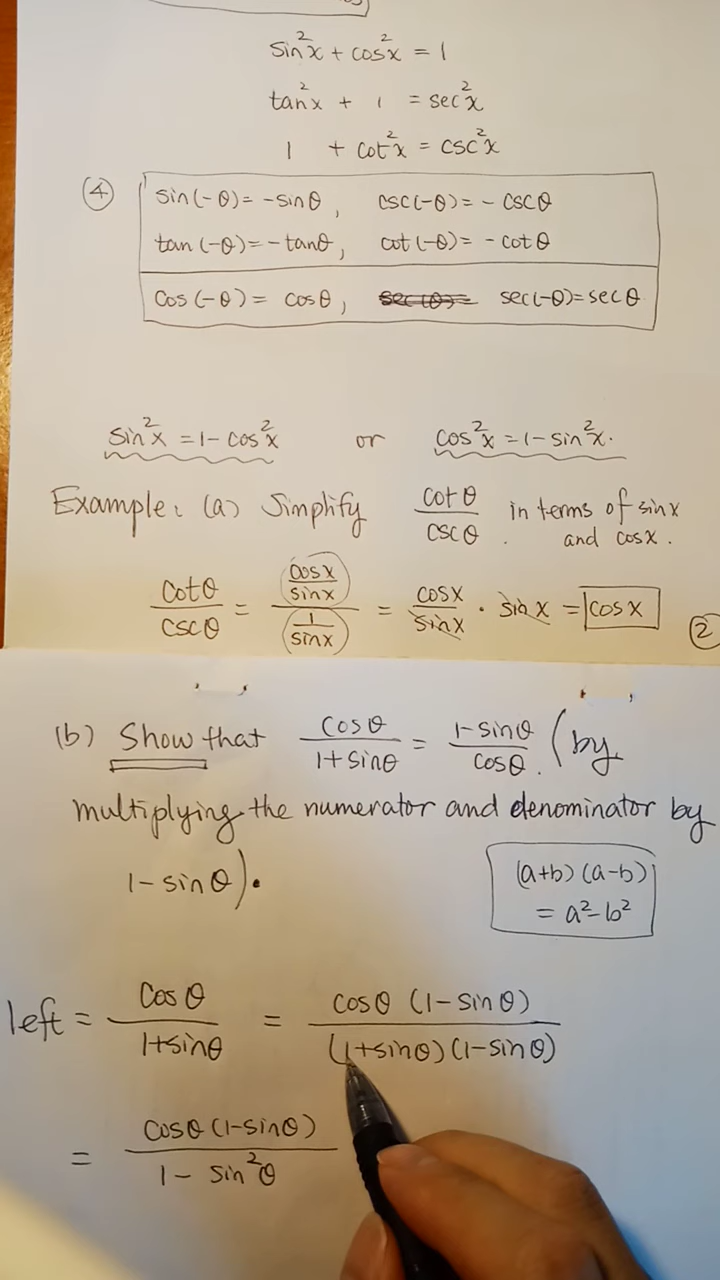 sin²x + cos²x = 1
tan²x + 1 = sec²x
1 + cot²x = csc²x
④ sin(-θ) = -sinθ, csc(-θ) = - cscθ
tan(-θ) = -tanθ, cot(-θ) = -cotθ
cos(-θ) = cosθ, sec(-θ) = secθ
sin²x = 1 - cos²x or cos²x = 1 - sin²x.
Example: (a) Simplify cotθ/cscθ in terms of sinx
and cosx.
cotθ/cscθ = (cosx/sinx)/(1/sinx) = cosx/sinx · sinx = cosx
②
(b) Show that cosθ/(1+sinθ) = (1-sinθ)/cosθ. (by
multiplying the numerator and denominator by
1-sinθ).
(a+b)(a-b)
= a²-b²
left = cosθ/(1+sinθ) = cosθ(1-sinθ)/((1+sinθ)(1-sinθ))
= cosθ(1-sinθ)/(1 - sin²θ)